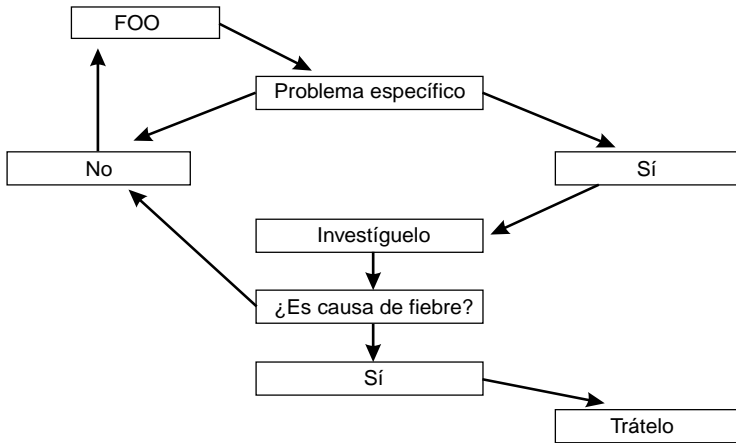 FOO
Problema específico
No
Sí
Investíguelo
¿Es causa de fiebre?
Sí
Trátelo